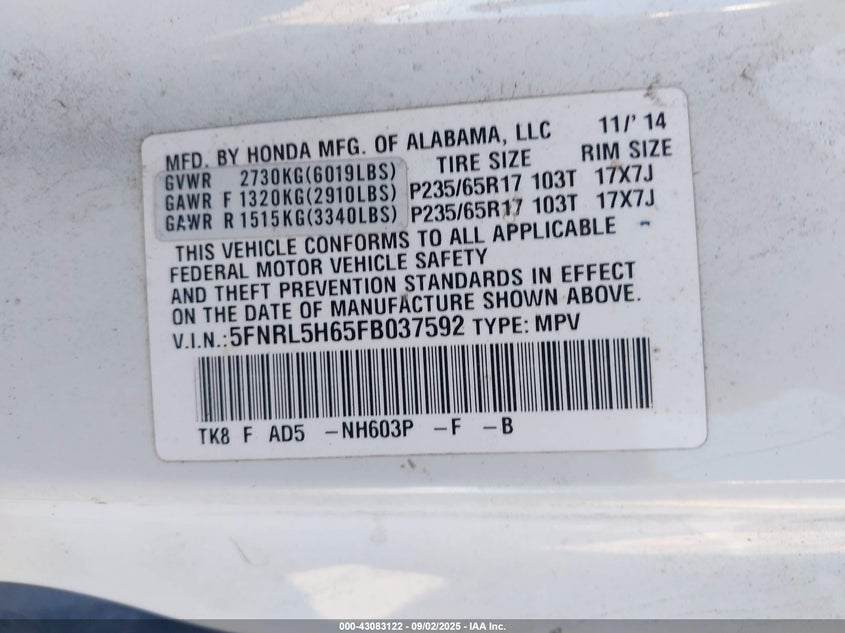 MFD. BY HONDA MFG. OF ALABAMA, LLC 11/' 14
GVWR 2730KG(6019LBS) TIRE SIZE RIM SIZE
GAWR F 1320KG(2910LBS) P235/65R17 103T 17X7J
GAWR R 1515KG(3340LBS) P235/65R17 103T 17X7J
THIS VEHICLE CONFORMS TO ALL APPLICABLE
FEDERAL MOTOR VEHICLE SAFETY
AND THEFT PREVENTION STANDARDS IN EFFECT
ON THE DATE OF MANUFACTURE SHOWN ABOVE.
V.I.N.:5FNRL5H65FB037592 TYPE: MPV
TK8 F AD5 -NH603P -F -B
000-43083122 - 09/02/2025 - IAA Inc.